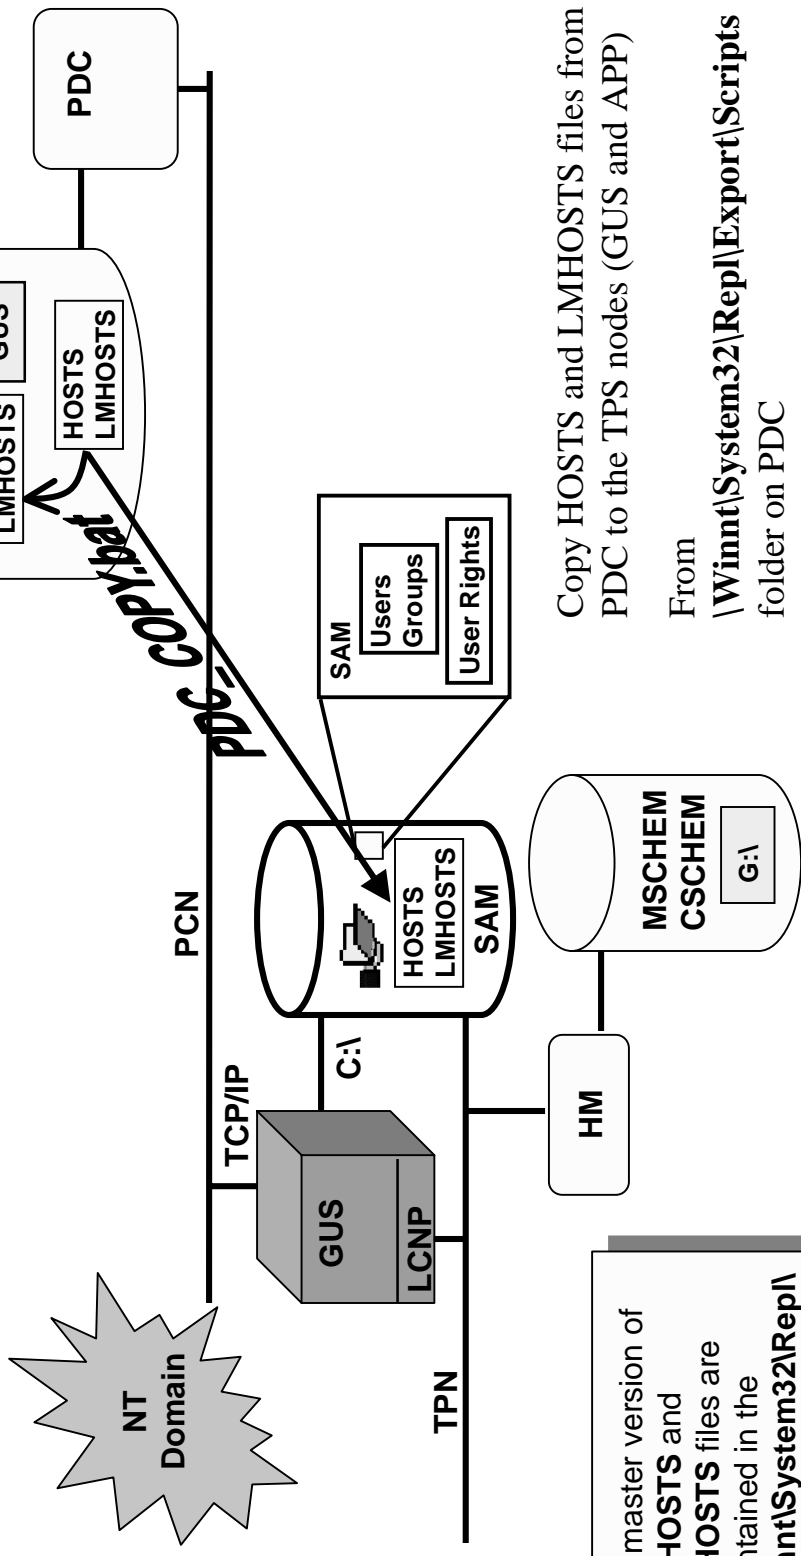 NT
Domain
PCN
TCP/IP
PDC
LMHOSTS
GUS
HOSTS
LMHOSTS
PDC_COPY.bat
GUS
LCNP
C:\
HOSTS
LMHOSTS
SAM
SAM
Users
Groups
User Rights
TPN
HM
MSCHEM
CSCHEM
G:\
Copy HOSTS and LMHOSTS files from
PDC to the TPS nodes (GUS and APP)
From
\Winnt\System32\Repl\Export\Scripts
folder on PDC
master version of
HOSTS and
HOSTS files are
ntained in the
nnt\System32\Repl\